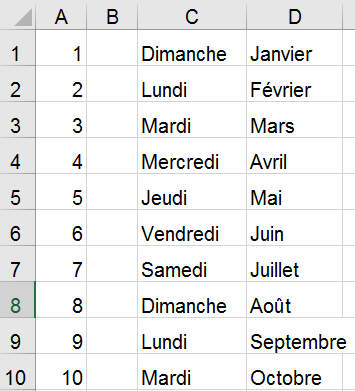 A B C D
1 1 Dimanche Janvier
2 2 Lundi Février
3 3 Mardi Mars
4 4 Mercredi Avril
5 5 Jeudi Mai
6 6 Vendredi Juin
7 7 Samedi Juillet
8 8 Dimanche Août
9 9 Lundi Septembre
10 10 Mardi Octobre